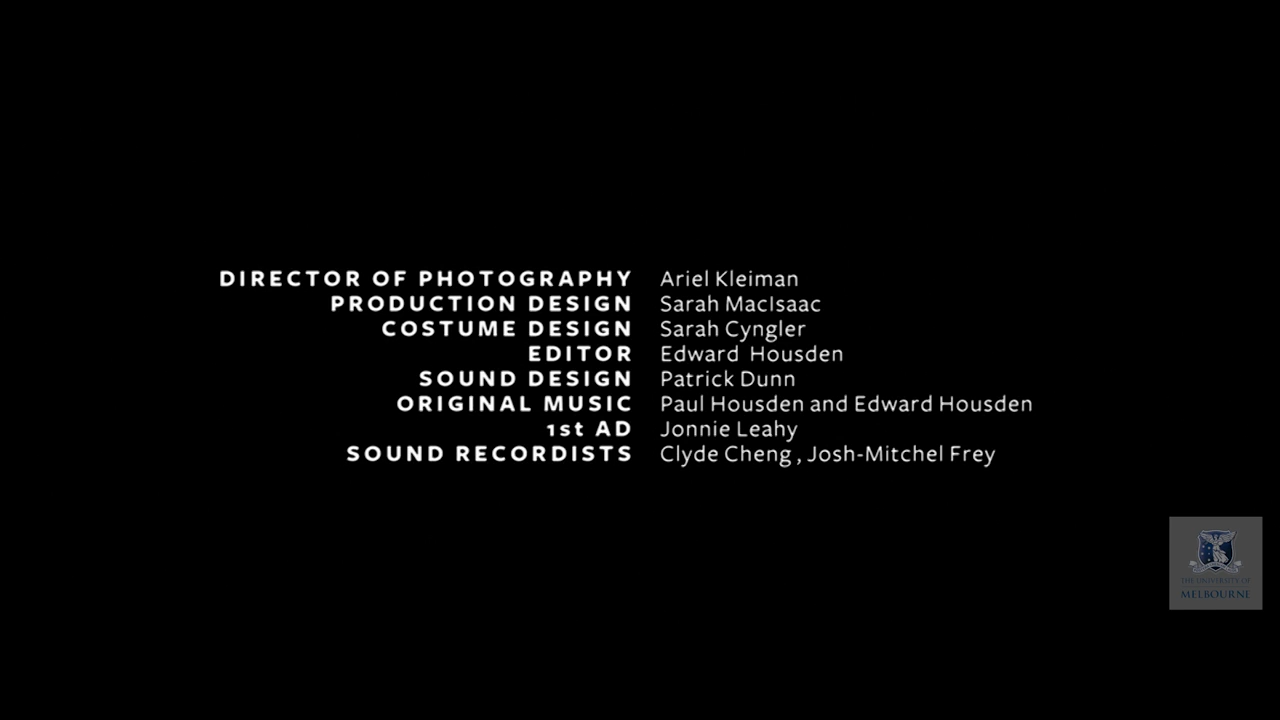 DIRECTOR OF PHOTOGRAPHY Ariel Kleiman
PRODUCTION DESIGN Sarah MacIsaac
COSTUME DESIGN Sarah Cyngler
EDITOR Edward Housden
SOUND DESIGN Patrick Dunn
ORIGINAL MUSIC Paul Housden and Edward Housden
1st AD Jonnie Leahy
SOUND RECORDISTS Clyde Cheng , Josh-Mitchel Frey
THE UNIVERSITY OF
MELBOURNE